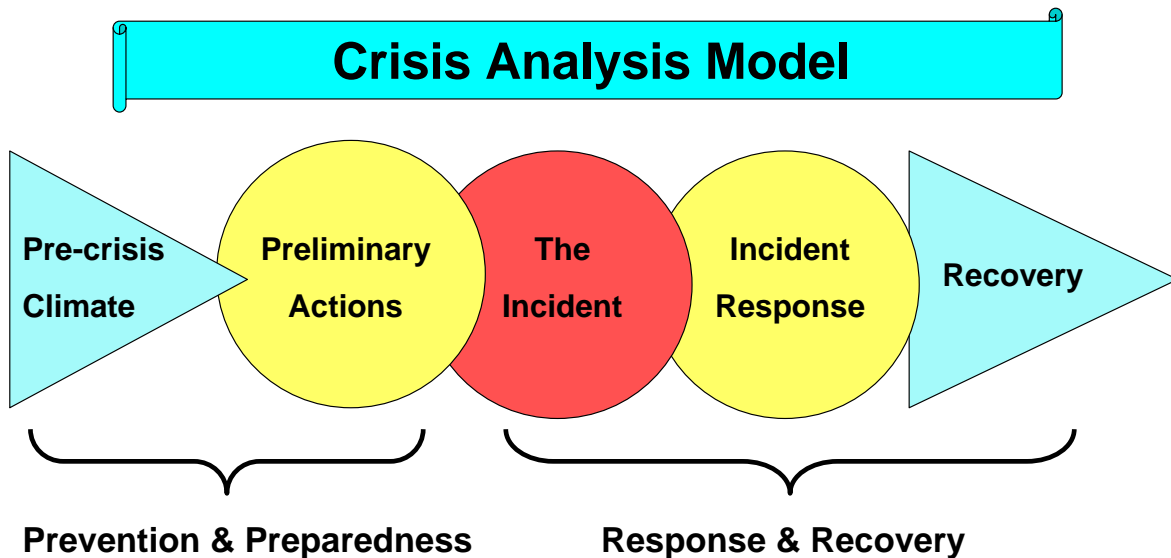 Crisis Analysis Model
Pre-crisis
Climate
Preliminary
Actions
The
Incident
Incident
Response
Recovery
Prevention & Preparedness
Response & Recovery